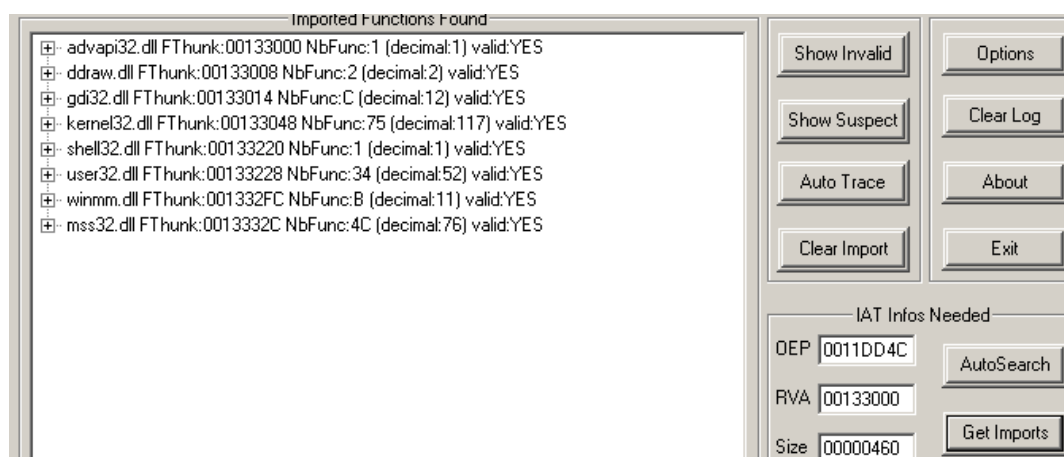 Imported Functions Found
advapi32.dll FThunk:00133000 NbFunc:1 (decimal:1) valid:YES
ddraw.dll FThunk:00133008 NbFunc:2 (decimal:2) valid:YES
gdi32.dll FThunk:00133014 NbFunc:C (decimal:12) valid:YES
kernel32.dll FThunk:00133048 NbFunc:75 (decimal:117) valid:YES
shell32.dll FThunk:00133220 NbFunc:1 (decimal:1) valid:YES
user32.dll FThunk:00133228 NbFunc:34 (decimal:52) valid:YES
winmm.dll FThunk:001332FC NbFunc:B (decimal:11) valid:YES
mss32.dll FThunk:0013332C NbFunc:4C (decimal:76) valid:YES
Show Invalid
Show Suspect
Auto Trace
Clear Import
Options
Clear Log
About
Exit
IAT Infos Needed
OEP 0011DD4C
AutoSearch
RVA 00133000
Get Imports
Size 00000460